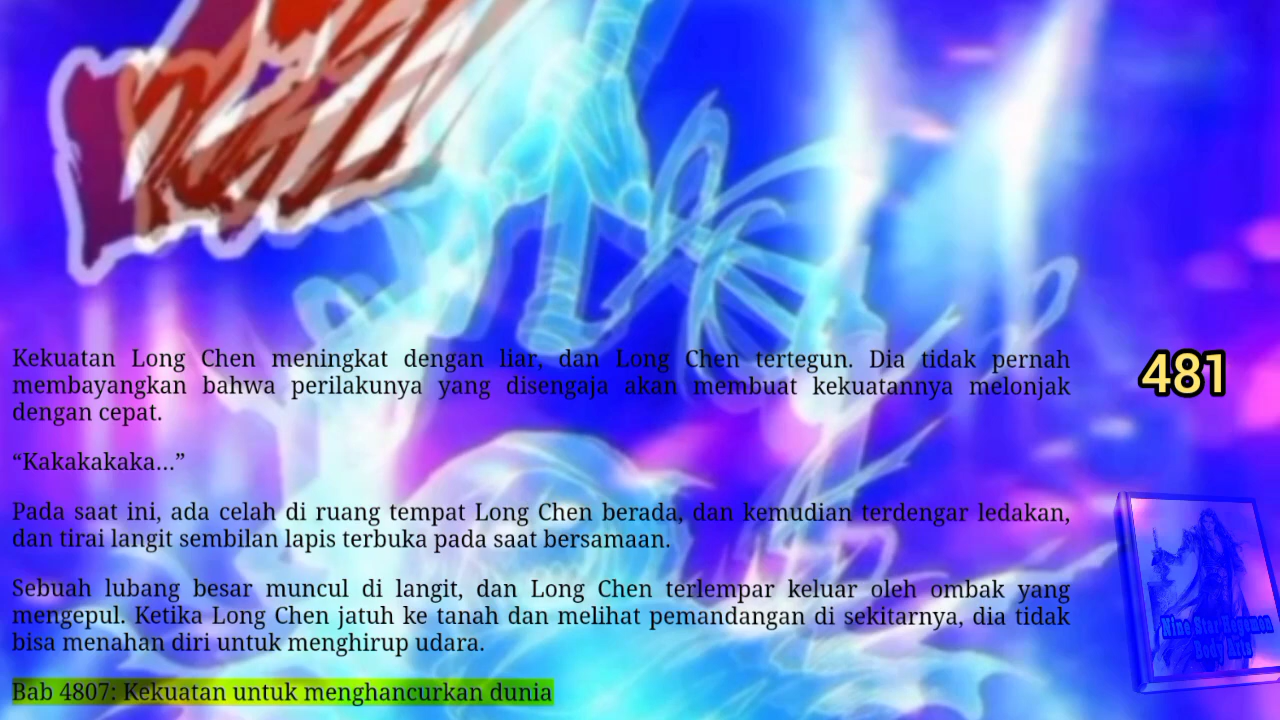 Kekuatan Long Chen meningkat dengan liar, dan Long Chen tertegun. Dia tidak pernah
membayangkan bahwa perilakunya yang disengaja akan membuat kekuatannya melonjak
dengan cepat.
“Kakakakaka...”
Pada saat ini, ada celah di ruang tempat Long Chen berada, dan kemudian terdengar ledakan,
dan tirai langit sembilan lapis terbuka pada saat bersamaan.
Sebuah lubang besar muncul di langit, dan Long Chen terlempar keluar oleh ombak yang
mengepul. Ketika Long Chen jatuh ke tanah dan melihat pemandangan di sekitarnya, dia tidak
bisa menahan diri untuk menghirup udara.
Bab 4807: Kekuatan untuk menghancurkan dunia
481
Nine Star Hegemon
Body Arts